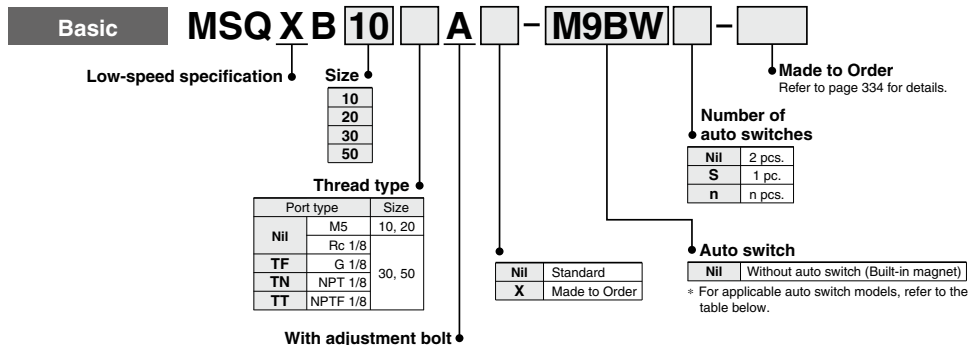 Basic
MSQ X B 10 A - M9BW -
Low-speed specification
Size
10
20
30
50
Made to Order
Refer to page 334 for details.
Number of
auto switches
Nil 2 pcs.
S 1 pc.
n n pcs.
Thread type
Port type Size
Nil M5 10, 20
Rc 1/8 30, 50
TF G 1/8
TN NPT 1/8
TT NPTF 1/8
Nil Standard
X Made to Order
Auto switch
Nil Without auto switch (Built-in magnet)
* For applicable auto switch models, refer to the
table below.
With adjustment bolt